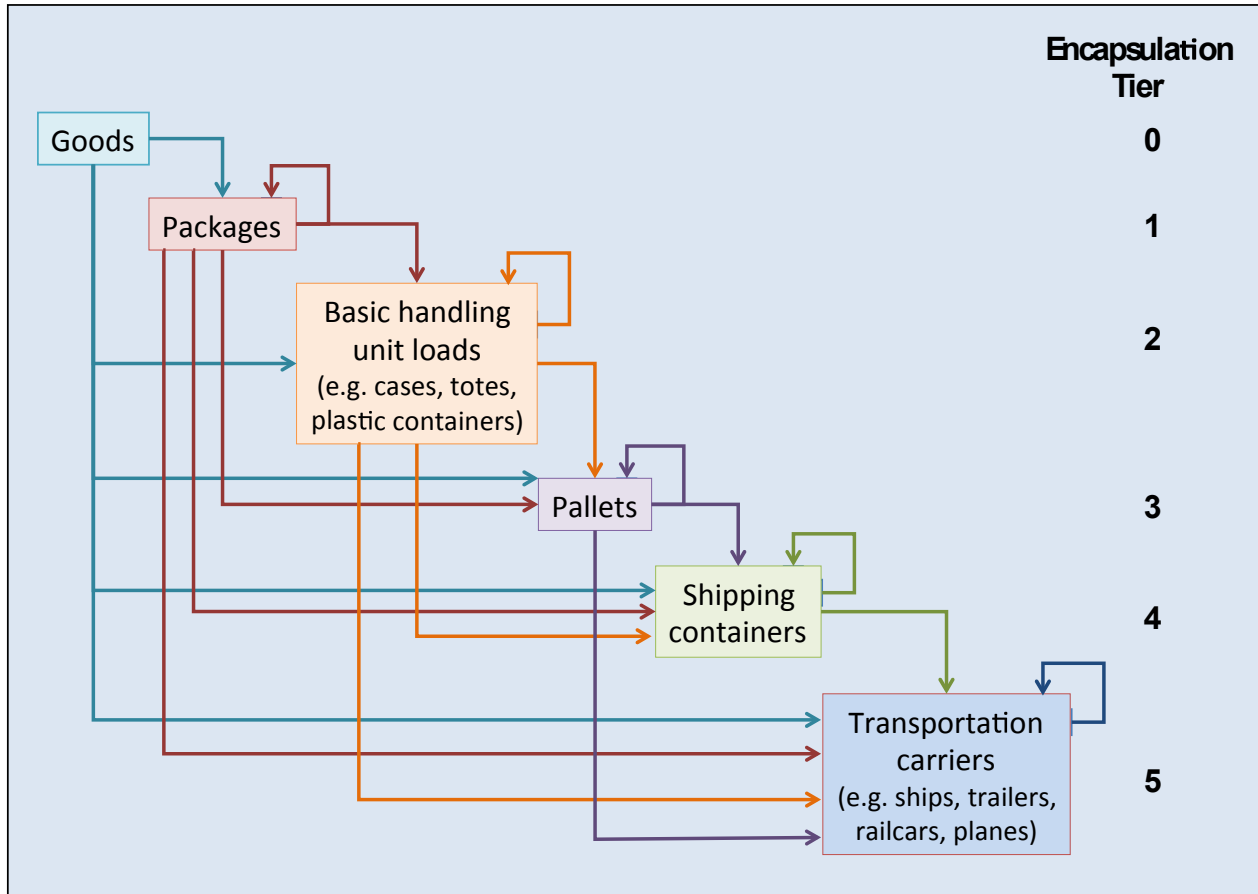 Encapsulation
Tier
Goods
0
Packages
1
Basic handling
unit loads
(e.g. cases, totes,
plastic containers)
2
Pallets
3
Shipping
containers
4
Transportation
carriers
(e.g. ships, trailers,
railcars, planes)
5